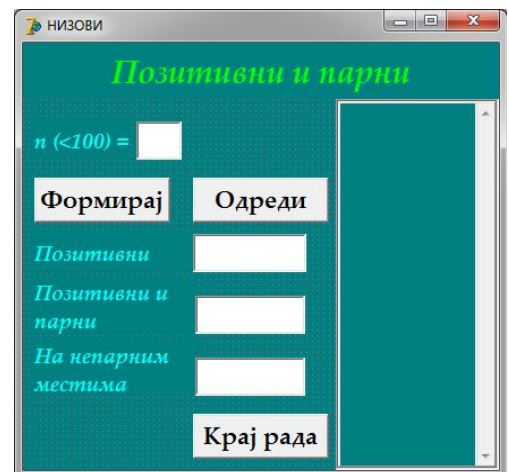 НИЗОВИ
Позитивни и парни
n (<100) =
Формирај
Одреди
Позитивни
Позитивни и
парни
На непарним
местима
Крај рада